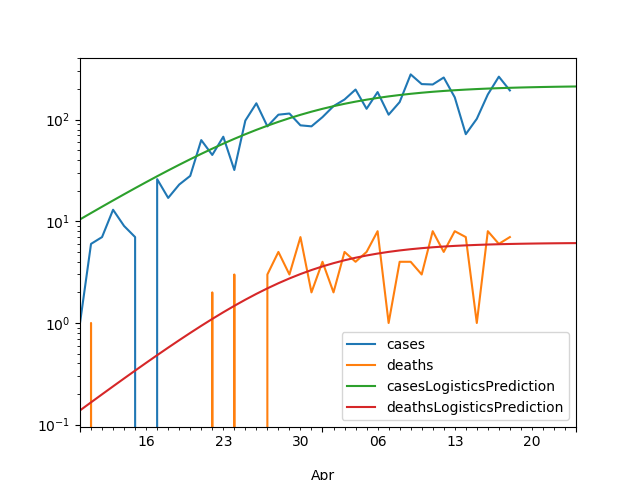 10²
10¹
10⁰
10⁻¹
cases
deaths
casesLogisticsPrediction
deathsLogisticsPrediction
16 23 30 06 13 20
Apr